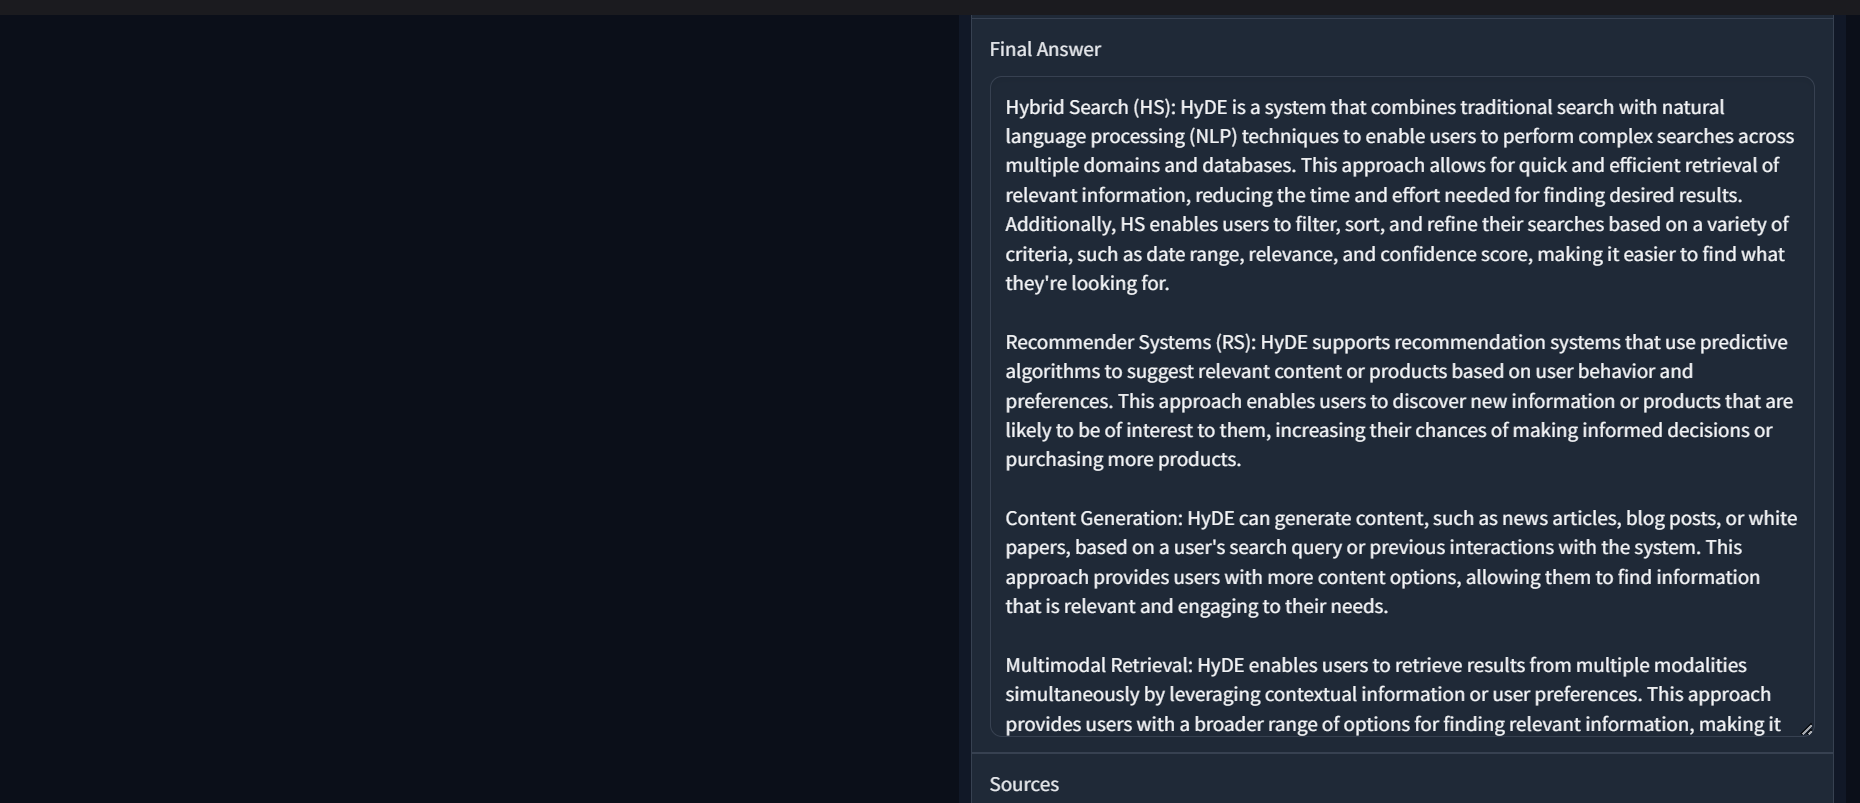 Final Answer
Hybrid Search (HS): HyDE is a system that combines traditional search with natural
language processing (NLP) techniques to enable users to perform complex searches across
multiple domains and databases. This approach allows for quick and efficient retrieval of
relevant information, reducing the time and effort needed for finding desired results.
Additionally, HS enables users to filter, sort, and refine their searches based on a variety of
criteria, such as date range, relevance, and confidence score, making it easier to find what
they're looking for.
Recommender Systems (RS): HyDE supports recommendation systems that use predictive
algorithms to suggest relevant content or products based on user behavior and
preferences. This approach enables users to discover new information or products that are
likely to be of interest to them, increasing their chances of making informed decisions or
purchasing more products.
Content Generation: HyDE can generate content, such as news articles, blog posts, or white
papers, based on a user's search query or previous interactions with the system. This
approach provides users with more content options, allowing them to find information
that is relevant and engaging to their needs.
Multimodal Retrieval: HyDE enables users to retrieve results from multiple modalities
simultaneously by leveraging contextual information or user preferences. This approach
provides users with a broader range of options for finding relevant information, making it
Sources